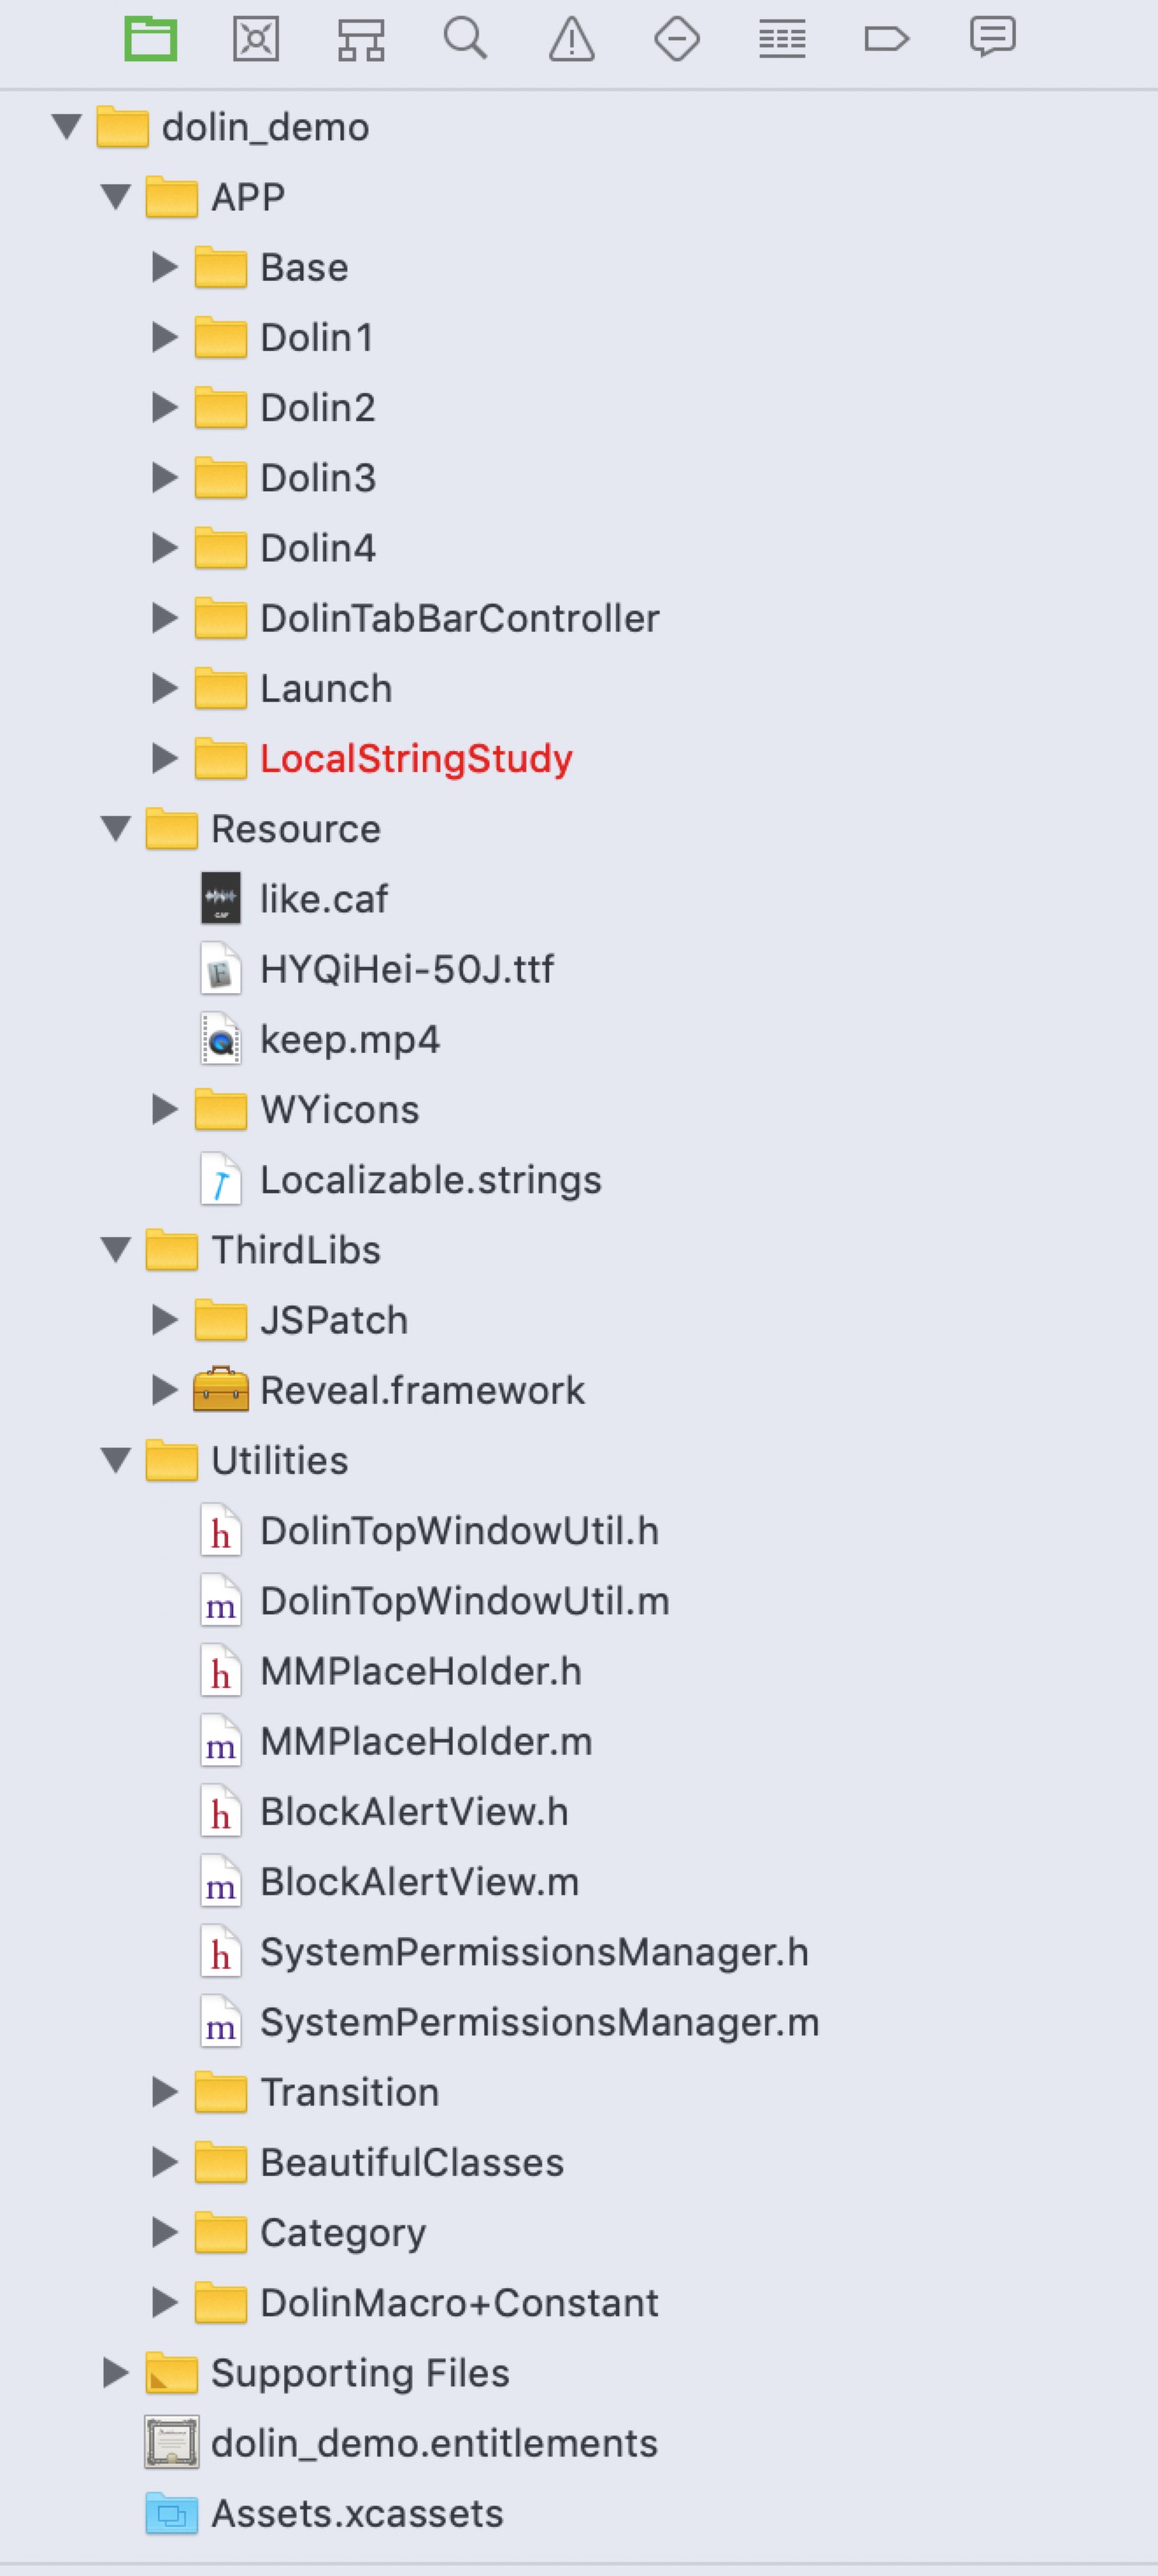 dolin_demo
APP
Base
Dolin1
Dolin2
Dolin3
Dolin4
DolinTabBarController
Launch
LocalStringStudy
Resource
like.caf
HYQiHei-50J.ttf
keep.mp4
WYicons
Localizable.strings
ThirdLibs
JSPatch
Reveal.framework
Utilities
DolinTopWindowUtil.h
DolinTopWindowUtil.m
MMPlaceHolder.h
MMPlaceHolder.m
BlockAlertView.h
BlockAlertView.m
SystemPermissionsManager.h
SystemPermissionsManager.m
Transition
BeautifulClasses
Category
DolinMacro+Constant
Supporting Files
dolin_demo.entitlements
Assets.xcassets